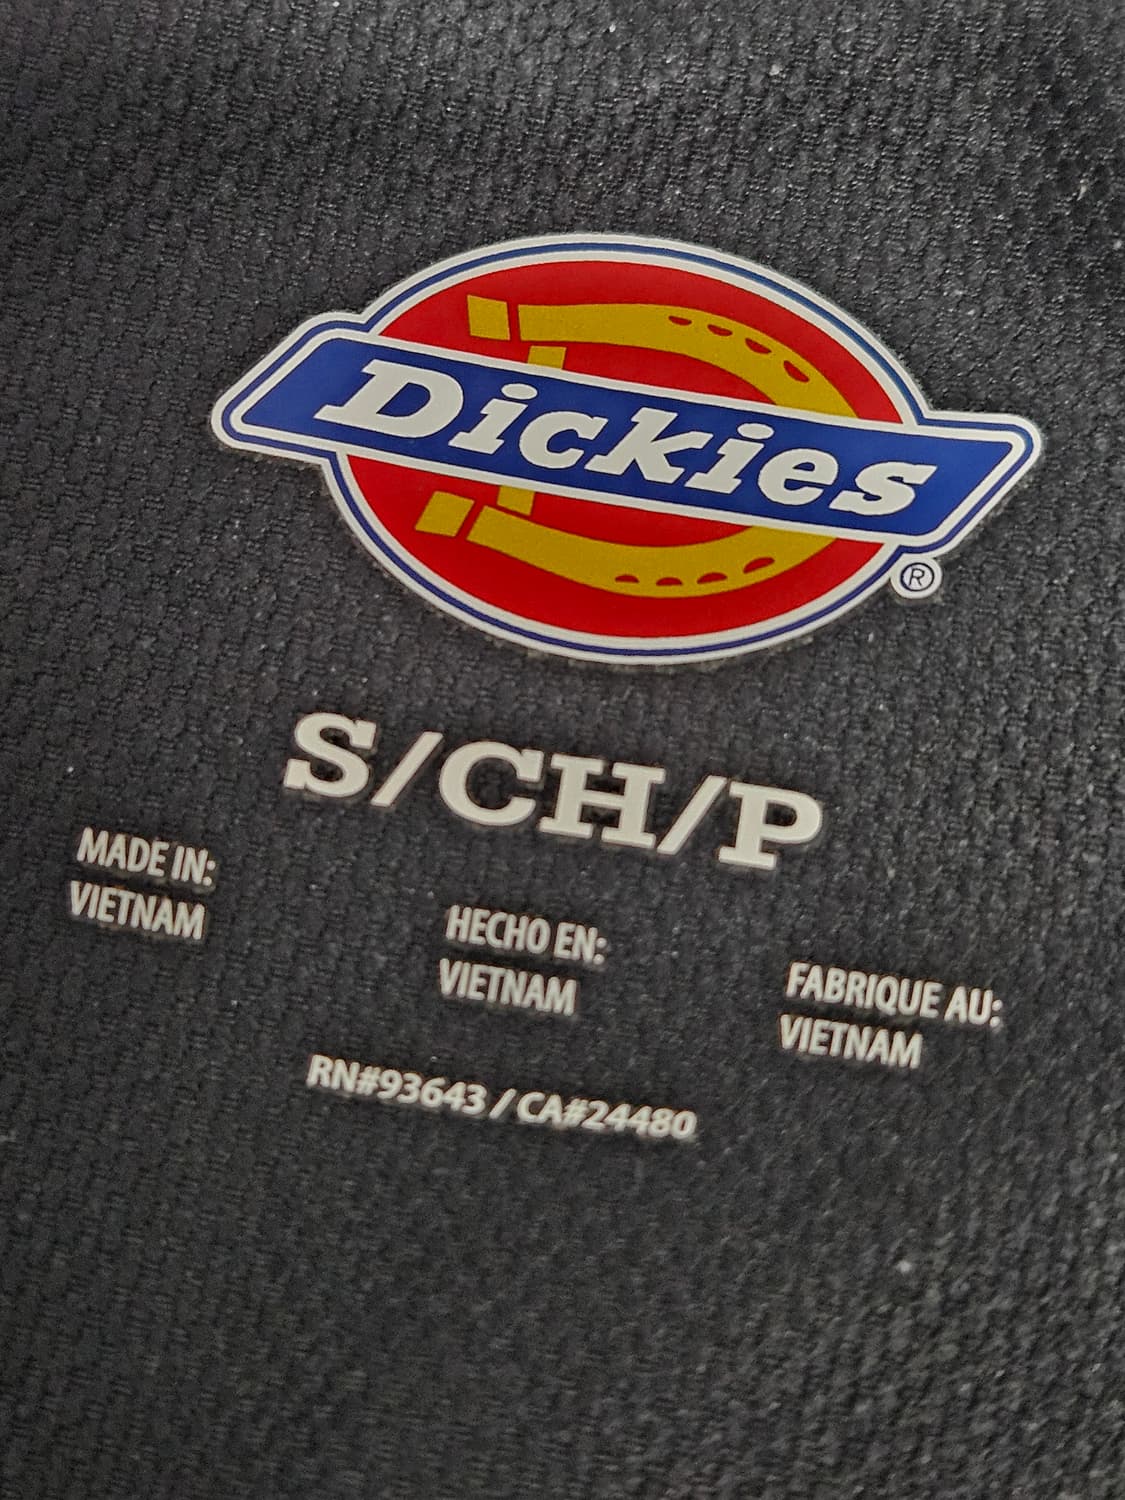 Dickies
®
S/CH/P
MADE IN:
VIETNAM
HECHO EN:
VIETNAM
FABRIQUE AU:
VIETNAM
RN#93643 / CA#24480